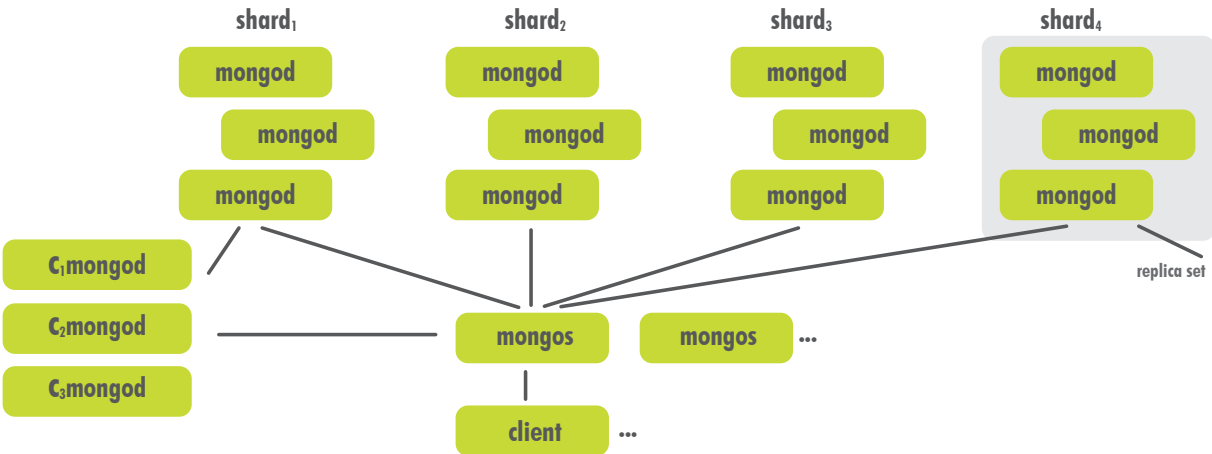 shard₁ shard₂ shard₃ shard₄
mongod mongod mongod mongod
mongod mongod mongod mongod
mongod mongod mongod mongod
C₁mongod
replica set
C₂mongod
mongos mongos ...
C₃mongod
client ...